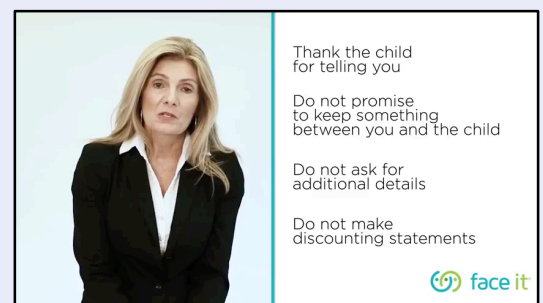 Thank the child
for telling you
Do not promise
to keep something
between you and the child
Do not ask for
additional details
Do not make
discounting statements
face it